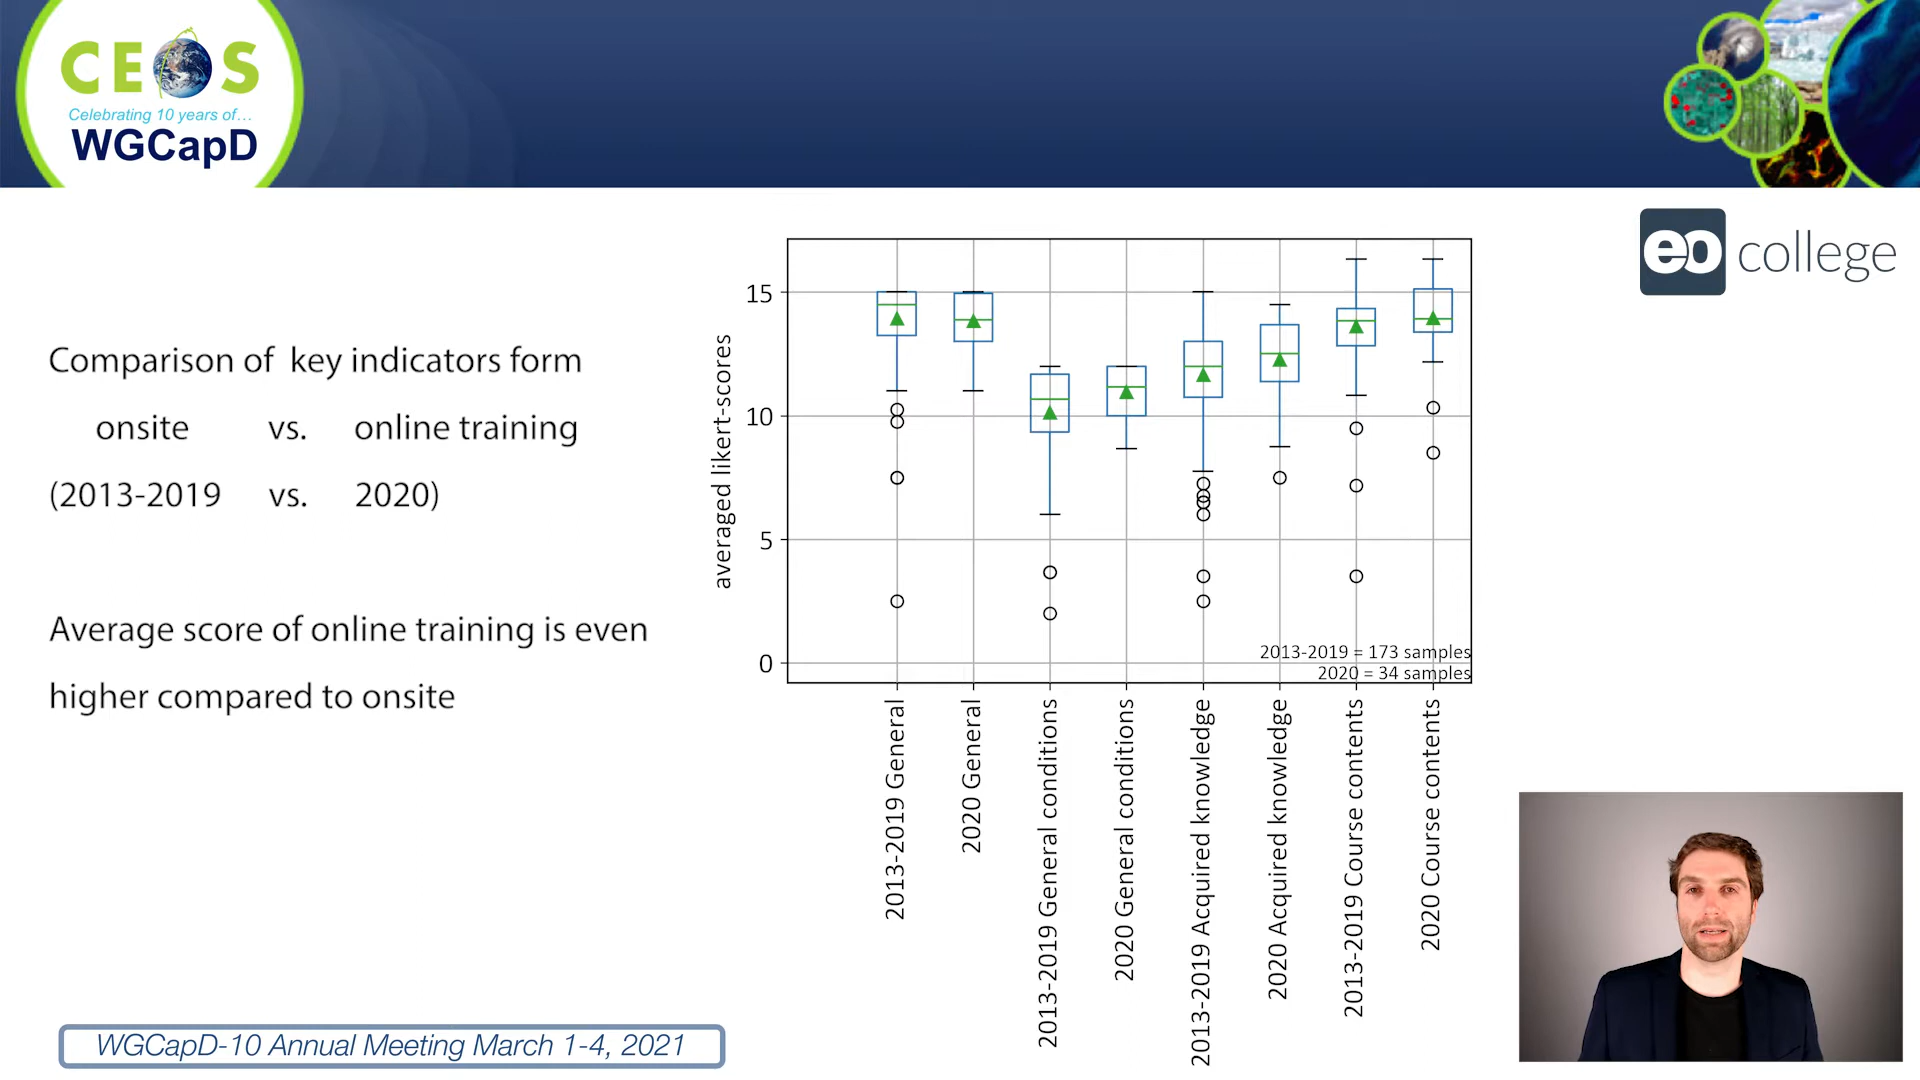 CEOS
Celebrating 10 years of...
WGCapD
eo college
Comparison of key indicators form
onsite vs. online training
(2013-2019 vs. 2020)
Average score of online training is even
higher compared to onsite
averaged likert-scores
15
10
5
0
2013-2019 = 173 samples
2020 = 34 samples
2013-2019 General
2020 General
2013-2019 General conditions
2020 General conditions
2013-2019 Acquired knowledge
2020 Acquired knowledge
2013-2019 Course contents
2020 Course contents
WGCapD-10 Annual Meeting March 1-4, 2021